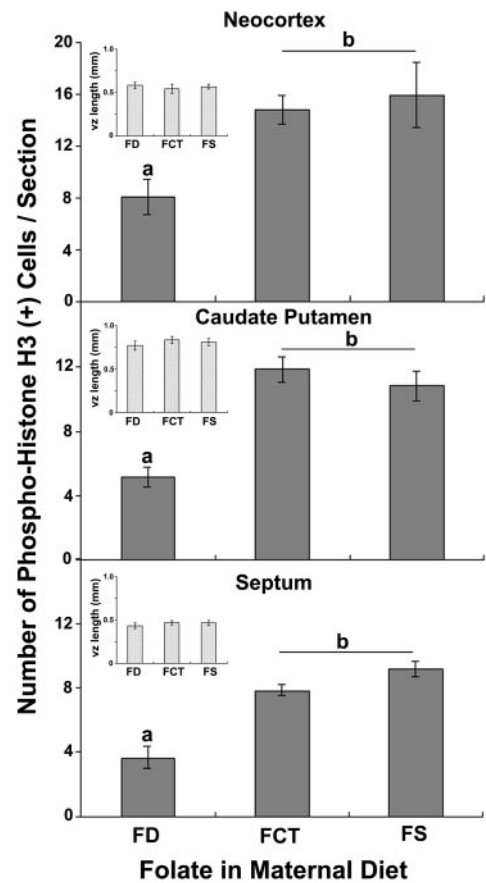 Neocortex
Number of Phospho-Histone H3 (+) Cells / Section
20
16
12
8
4
0
vz length (mm)
1.0
0.5
0
FD FCT FS
a
b
Caudate Putamen
12
8
4
0
vz length (mm)
1.0
0.5
0
FD FCT FS
a
b
Septum
12
8
4
0
vz length (mm)
1.0
0.5
0
FD FCT FS
a
b
FD FCT FS
Folate in Maternal Diet